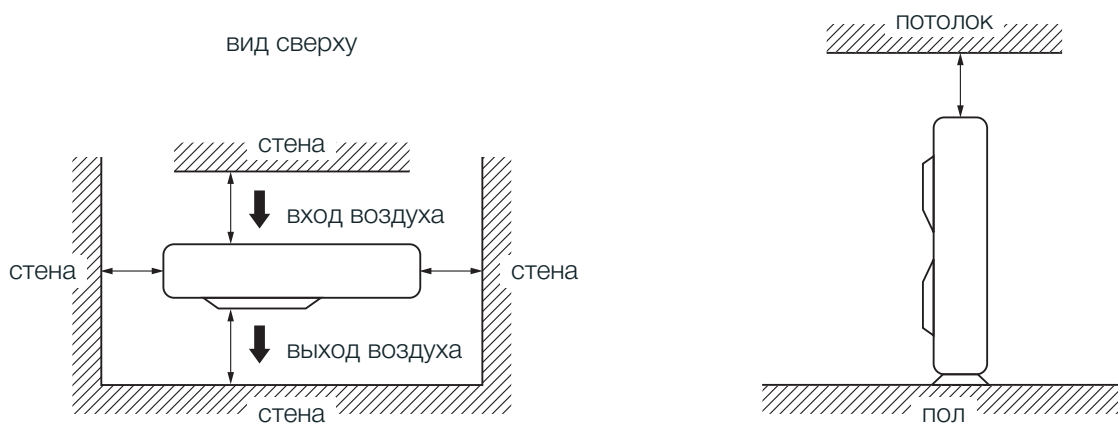 вид сверху
стена
вход воздуха
стена
стена
выход воздуха
стена
потолок
пол